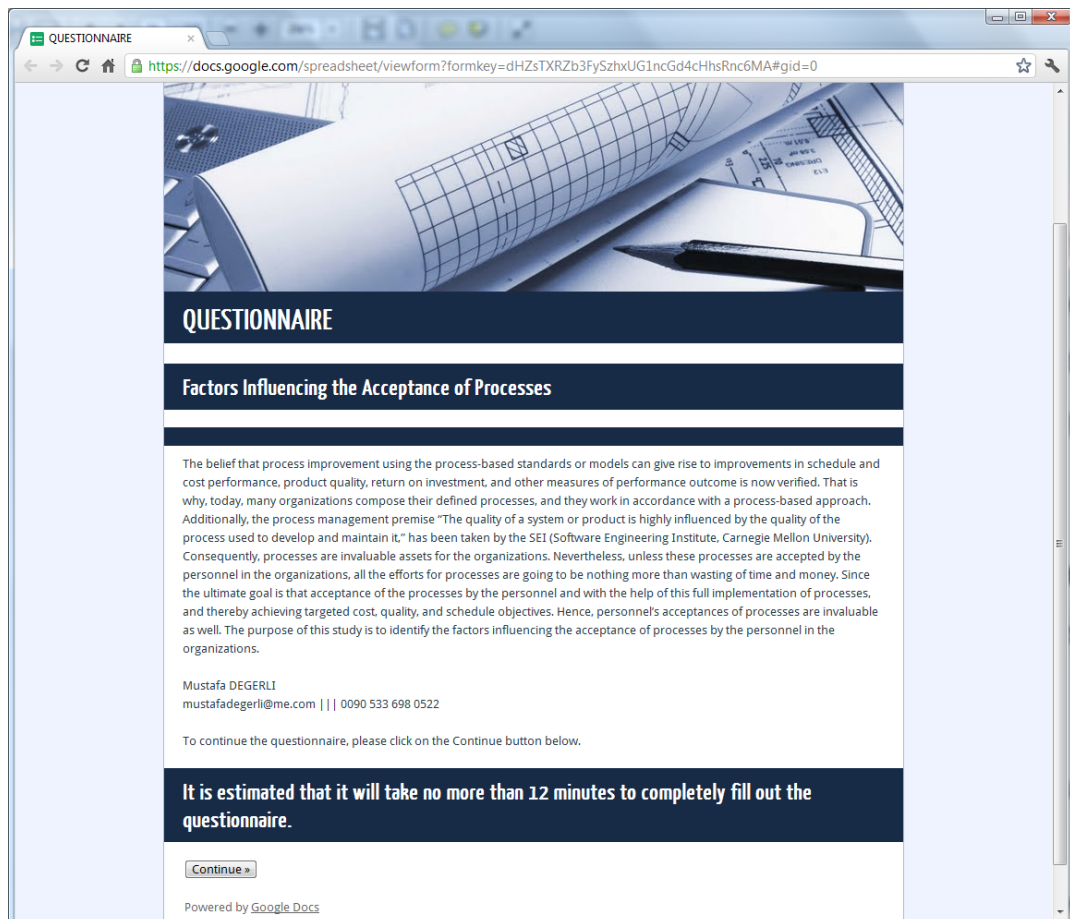 QUESTIONNAIRE
https://docs.google.com/spreadsheet/viewform?formkey=dHZsTXRZb3FySzhxUG1ncGd4cHhsRnc6MA#gid=0
QUESTIONNAIRE
Factors Influencing the Acceptance of Processes
The belief that process improvement using the process-based standards or models can give rise to improvements in schedule and
cost performance, product quality, return on investment, and other measures of performance outcome is now verified. That is
why, today, many organizations compose their defined processes, and they work in accordance with a process-based approach.
Additionally, the process management premise “The quality of a system or product is highly influenced by the quality of the
process used to develop and maintain it,” has been taken by the SEI (Software Engineering Institute, Carnegie Mellon University).
Consequently, processes are invaluable assets for the organizations. Nevertheless, unless these processes are accepted by the
personnel in the organizations, all the efforts for processes are going to be nothing more than wasting of time and money. Since
the ultimate goal is that acceptance of the processes by the personnel and with the help of this full implementation of processes,
and thereby achieving targeted cost, quality, and schedule objectives. Hence, personnel’s acceptances of processes are invaluable
as well. The purpose of this study is to identify the factors influencing the acceptance of processes by the personnel in the
organizations.
Mustafa DEGERLI
mustafadegerli@me.com ||| 0090 533 698 0522
To continue the questionnaire, please click on the Continue button below.
It is estimated that it will take no more than 12 minutes to completely fill out the
questionnaire.
Continue »
Powered by Google Docs